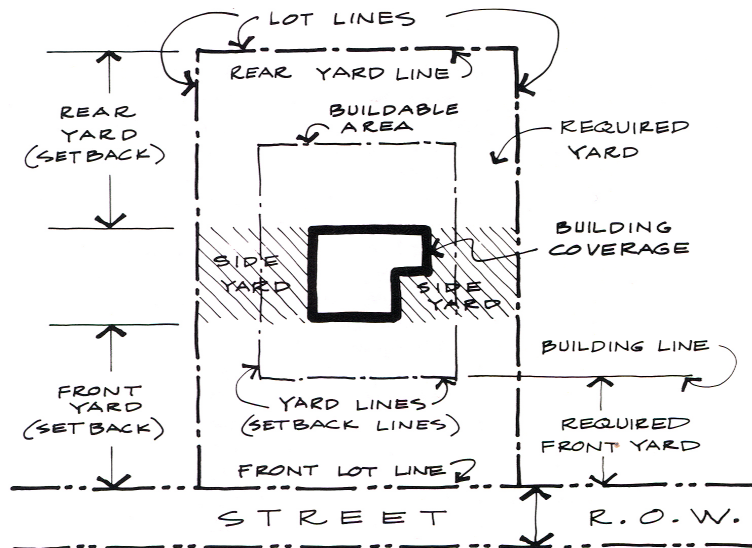 LOT LINES
REAR YARD LINE
BUILDABLE
AREA
REAR
YARD
(SETBACK)
REQUIRED
YARD
BUILDING
COVERAGE
SIDE
YARD
SIDE
YARD
BUILDING LINE
FRONT
YARD
(SETBACK)
YARD LINES
(SETBACK LINES)
REQUIRED
FRONT YARD
FRONT LOT LINE
STREET
R.O.W.